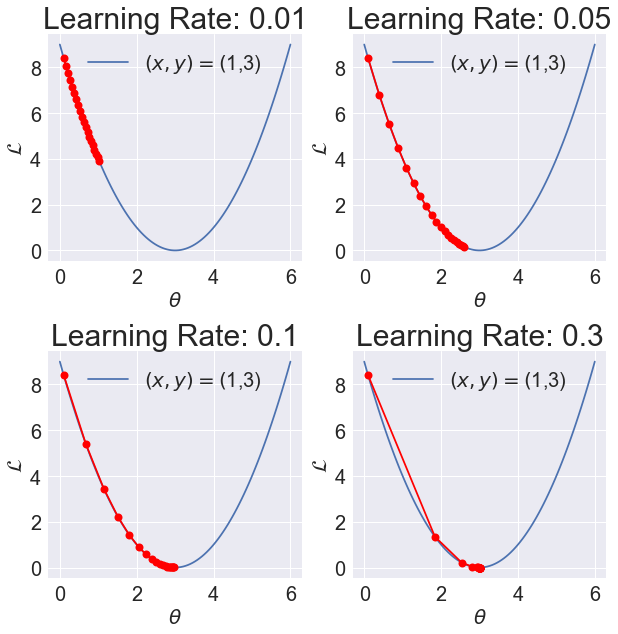 Learning Rate: 0.01
(x, y) = (1,3)
8
6
4
2
0
ℒ
0 2 4 6
θ
Learning Rate: 0.05
(x, y) = (1,3)
8
6
4
2
0
ℒ
0 2 4 6
θ
Learning Rate: 0.1
(x, y) = (1,3)
8
6
4
2
0
ℒ
0 2 4 6
θ
Learning Rate: 0.3
(x, y) = (1,3)
8
6
4
2
0
ℒ
0 2 4 6
θ